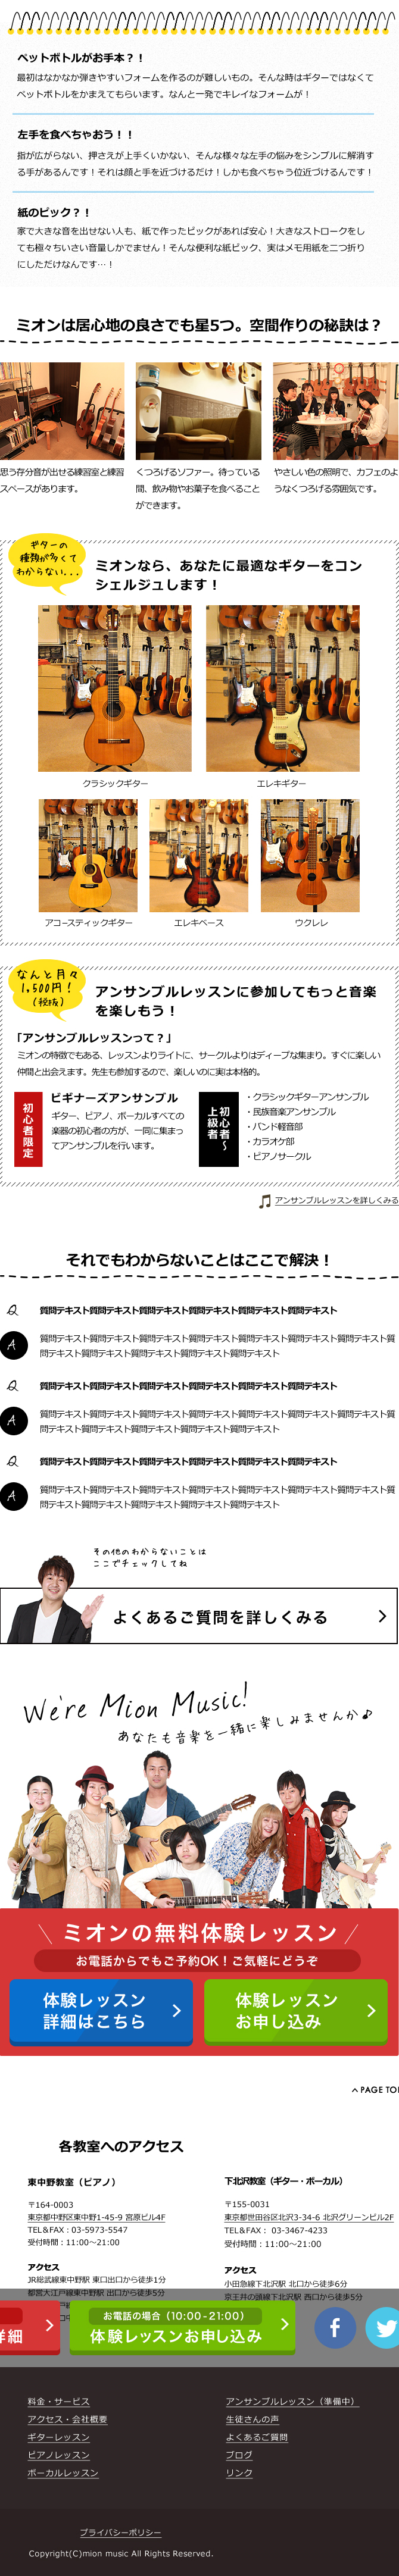 ペットボトルがお手本？！
最初はなかなか弾きやすいフォームを作るのが難しいもの。そんな時はギターではなくて
ペットボトルをかまえてもらいます。なんと一発でキレイなフォームが！
左手を食べちゃおう！！
指が広がらない、押さえが上手くいかない、そんな様々な左手の悩みをシンプルに解消す
る手があるんです！それは顔と手を近づけるだけ！しかも食べちゃう位近づけるんです！
紙のピック？！
家で大きな音を出せない人も、紙で作ったピックがあれば安心！大きなストロークをし
ても極々ちいさい音量しかでません！そんな便利な紙ピック、実はメモ用紙を二つ折り
にしただけなんです…！
ミオンは居心地の良さでも星5つ。空間作りの秘訣は？
思う存分音が出せる練習室と練習
スペースがあります。
くつろげるソファー。待っている
間、飲み物やお菓子を食べること
ができます。
やさしい色の照明で、カフェのよ
うなくつろげる雰囲気です。
ギターの
種類が多くて
わからない...
ミオンなら、あなたに最適なギターをコン
シェルジュします！
クラシックギター
エレキギター
アコースティックギター
エレキベース
ウクレレ
なんと月々
1,500円！
（税抜）
アンサンブルレッスンに参加してもっと音楽
を楽しもう！
「アンサンブルレッスンって？」
ミオンの特徴でもある、レッスンよりライトに、サークルよりはディープな集まり。すぐに楽しい
仲間と出会えます。先生も参加するので、楽しいのに実は本格的。
初心者限定
ビギナーズアンサンブル
ギター、ピアノ、ボーカルすべての
楽器の初心者の方が、一同に集まっ
てアンサンブルを行います。
初心者〜
上級者
・クラシックギターアンサンブル
・民族音楽アンサンブル
・バンド軽音部
・カラオケ部
・ピアノサークル
アンサンブルレッスンを詳しくみる
それでもわからないことはここで解決！
Q
質問テキスト質問テキスト質問テキスト質問テキスト質問テキスト質問テキスト
A
質問テキスト質問テキスト質問テキスト質問テキスト質問テキスト質問テキスト質問テキスト質
問テキスト質問テキスト質問テキスト質問テキスト質問テキスト
Q
質問テキスト質問テキスト質問テキスト質問テキスト質問テキスト質問テキスト
A
質問テキスト質問テキスト質問テキスト質問テキスト質問テキスト質問テキスト質問テキスト質
問テキスト質問テキスト質問テキスト質問テキスト質問テキスト
Q
質問テキスト質問テキスト質問テキスト質問テキスト質問テキスト質問テキスト
A
質問テキスト質問テキスト質問テキスト質問テキスト質問テキスト質問テキスト質問テキスト質
問テキスト質問テキスト質問テキスト質問テキスト質問テキスト
その他のわからないことは
ここでチェックしてね
よくあるご質問を詳しくみる
We're Mion Music!
あなたも音楽を一緒に楽しみませんか♪
ミオンの無料体験レッスン
お電話からでもご予約OK！ご気軽にどうぞ
体験レッスン
詳細はこちら
体験レッスン
お申し込み
PAGE TO
各教室へのアクセス
東中野教室（ピアノ）
〒164-0003
東京都中野区東中野1-45-9 宮原ビル4F
TEL＆FAX：03-5973-5547
受付時間：11:00〜21:00
アクセス
JR総武線東中野駅 東口出口から徒歩1分
都営大江戸線東中野駅 出口から徒歩5分
下北沢教室（ギター・ボーカル）
〒155-0031
東京都世田谷区北沢3-34-6 北沢グリーンビル2F
TEL＆FAX： 03-3467-4233
受付時間：11:00〜21:00
アクセス
小田急線下北沢駅 北口から徒歩6分
京王井の頭線下北沢駅 西口から徒歩5分
詳細
お電話の場合（10:00-21:00）
体験レッスンお申し込み
料金・サービス
アクセス・会社概要
ギターレッスン
ピアノレッスン
ボーカルレッスン
アンサンブルレッスン（準備中）
生徒さんの声
よくあるご質問
ブログ
リンク
プライバシーポリシー
Copyright(C)mion music All Rights Reserved.